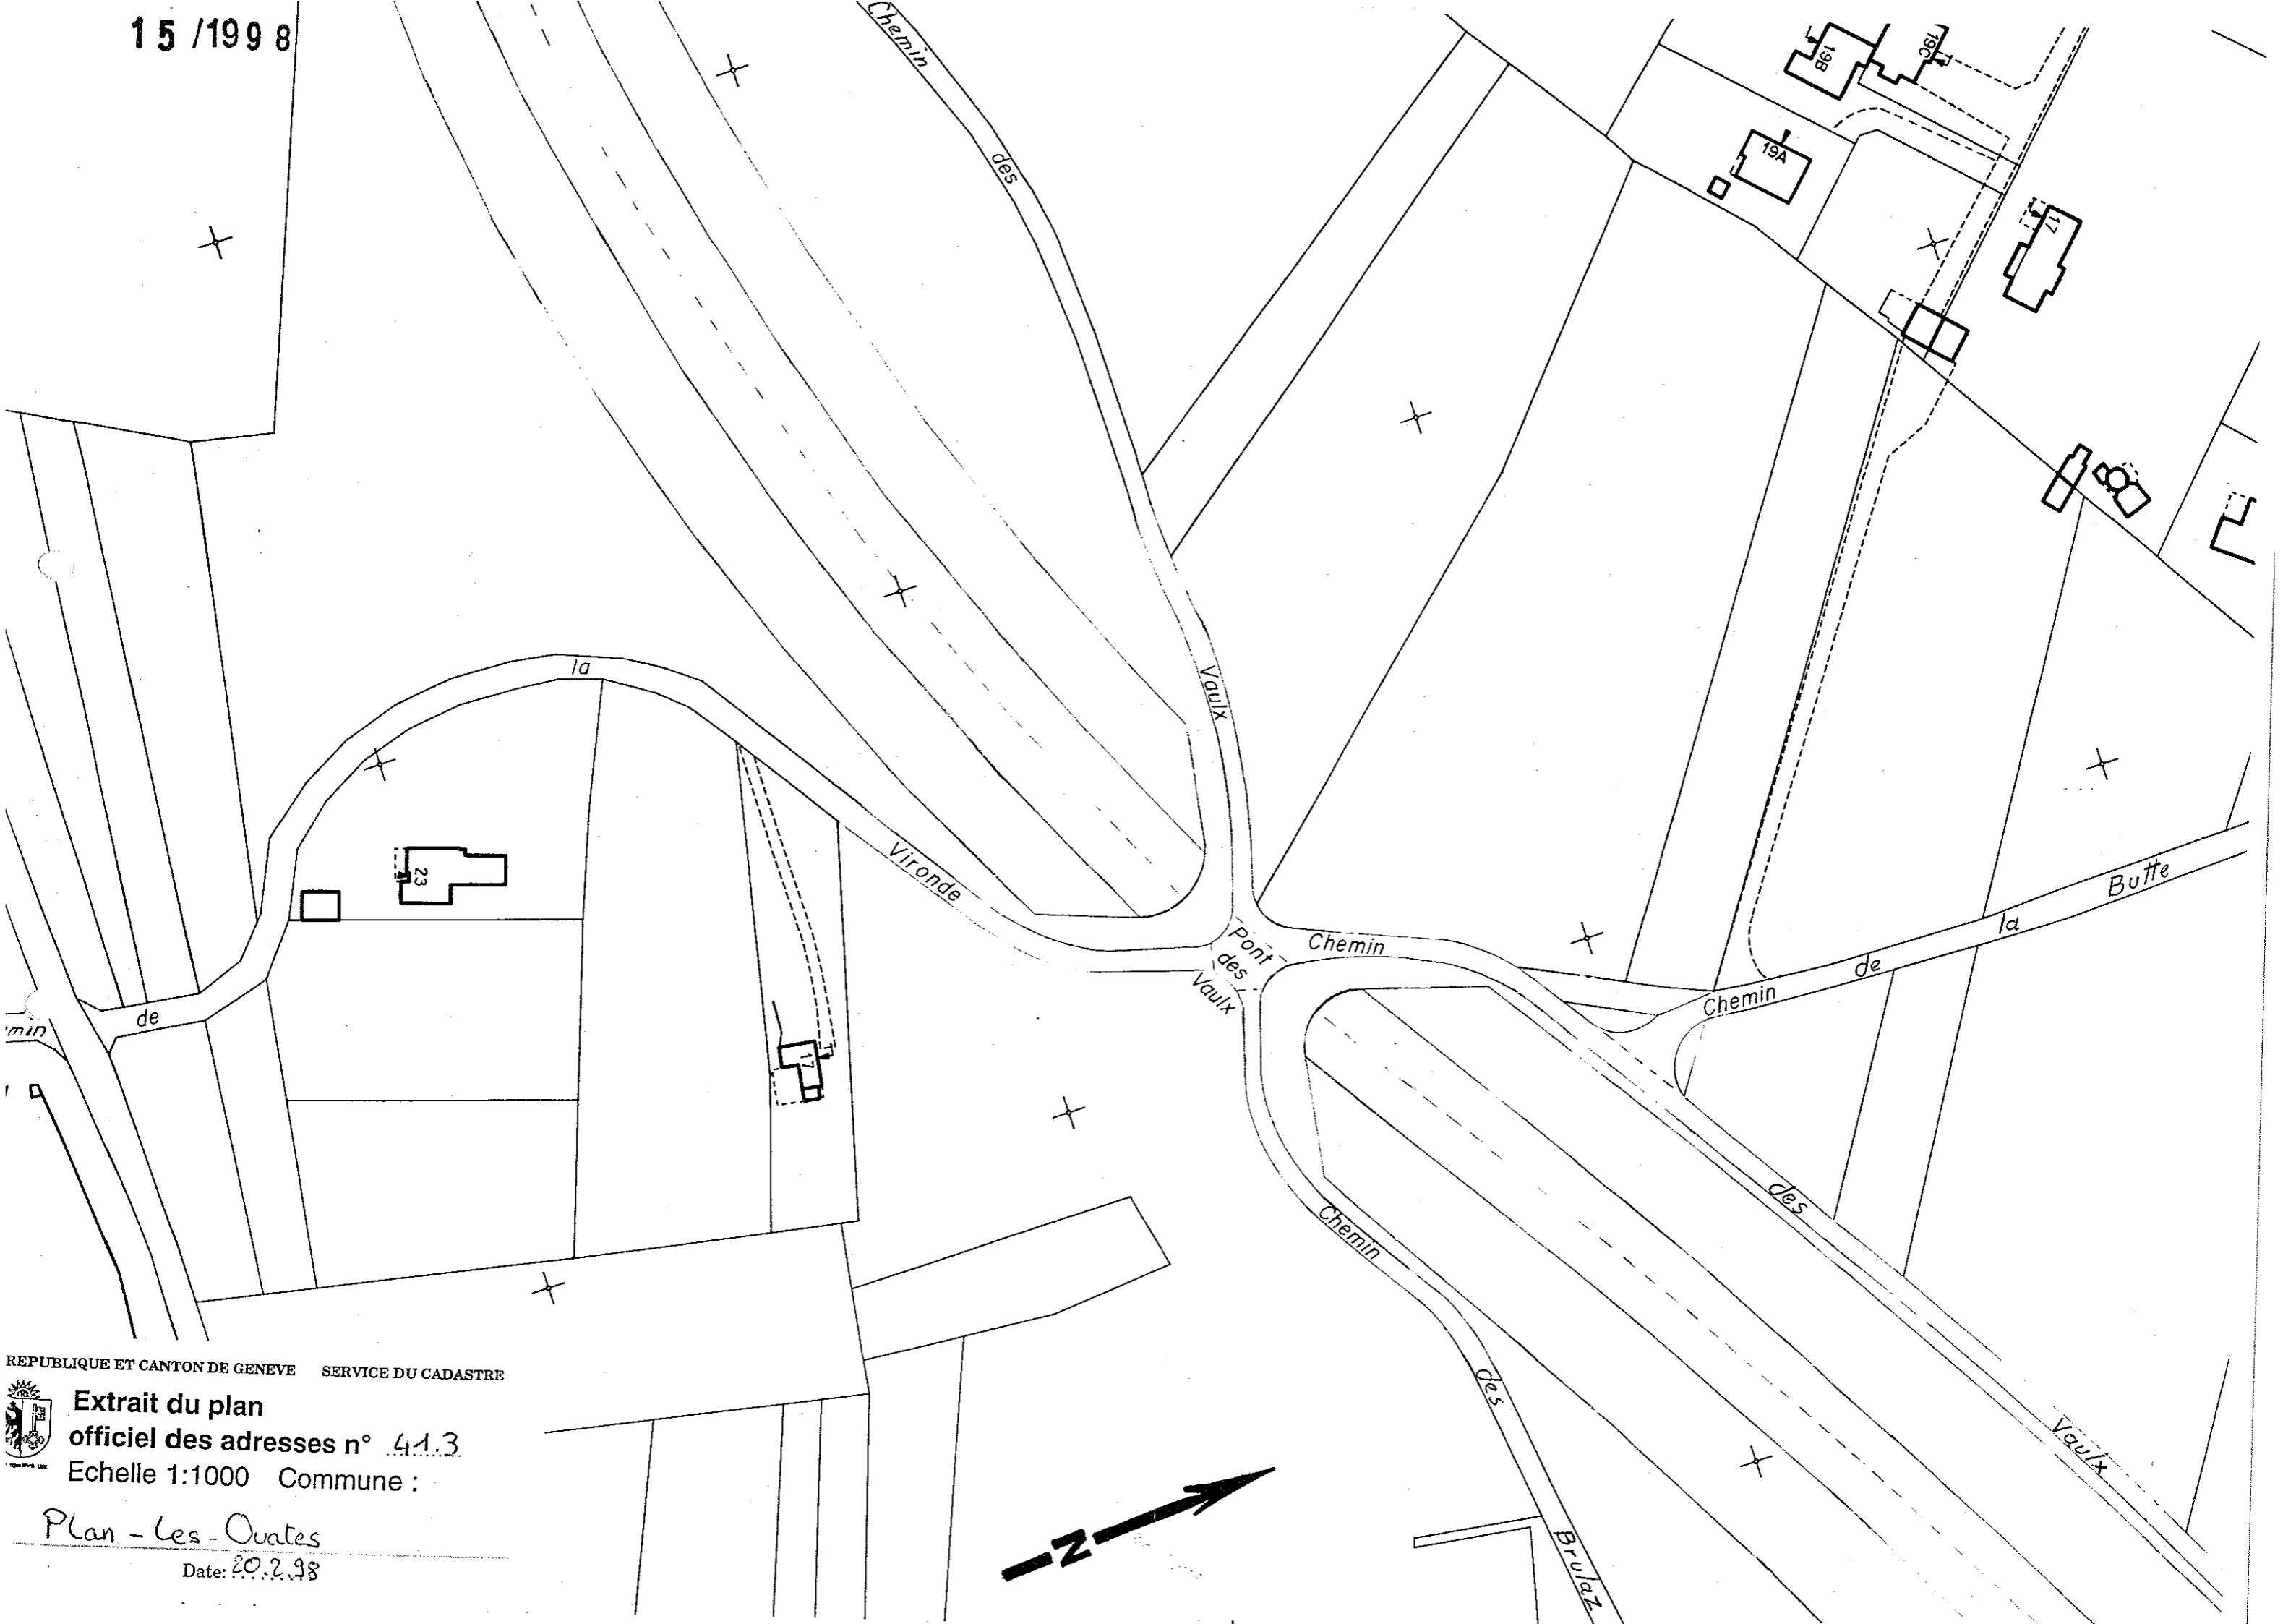 15/1998
Chemin
des
Vaulx
19B
19C
19A
17
la
Vironde
23
de
min
17
Pont
des
Vaulx
Chemin
des
Vaulx
Chemin
de
la
Butte
Chemin
des
Brulaz
N
REPUBLIQUE ET CANTON DE GENEVE SERVICE DU CADASTRE
Extrait du plan
officiel des adresses n° 41.3
Echelle 1:1000 Commune :
Plan-les-Ouates
Date: 20.2.98